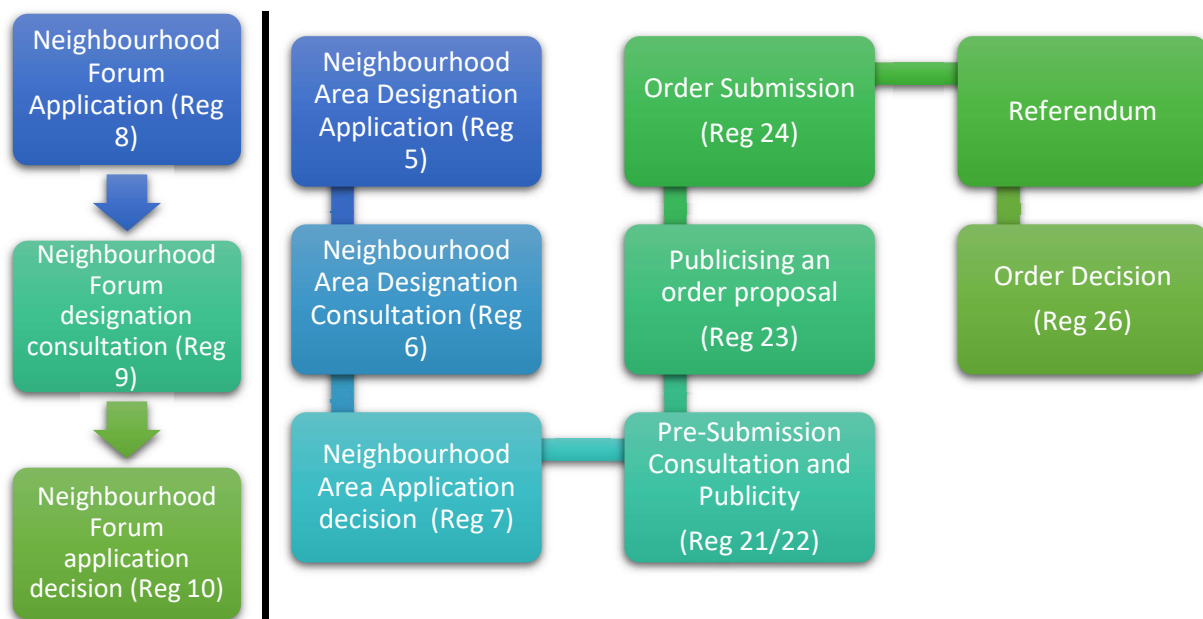 Neighbourhood
Forum
Application (Reg
8)
Neighbourhood
Forum
designation
consultation (Reg
9)
Neighbourhood
Forum
application
decision (Reg 10)
Neighbourhood
Area Designation
Application (Reg
5)
Neighbourhood
Area Designation
Consultation (Reg
6)
Neighbourhood
Area Application
decision  (Reg 7)
Pre-Submission
Consultation and
Publicity
(Reg 21/22)
Publicising an
order proposal
(Reg 23)
Order Submission
(Reg 24)
Referendum
Order Decision
(Reg 26)